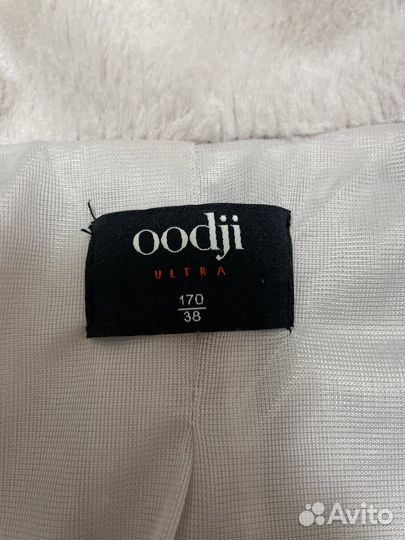 oodji
ULTRA
170
38
Avito